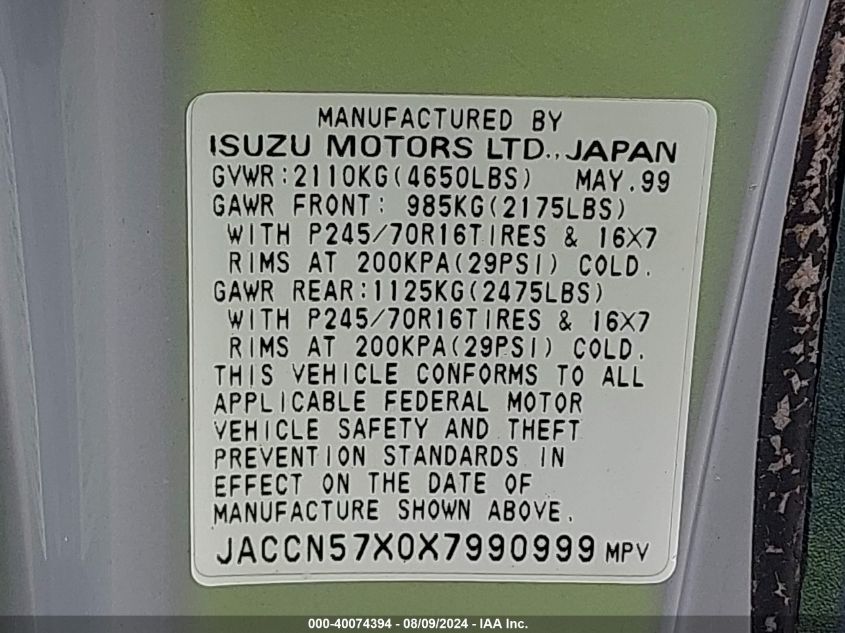 MANUFACTURED BY
ISUZU MOTORS LTD., JAPAN
GVWR:2110KG(4650LBS) MAY.99
GAWR FRONT: 985KG(2175LBS)
WITH P245/70R16TIRES & 16X7
RIMS AT 200KPA(29PSI) COLD.
GAWR REAR:1125KG(2475LBS)
WITH P245/70R16TIRES & 16X7
RIMS AT 200KPA(29PSI) COLD.
THIS VEHICLE CONFORMS TO ALL
APPLICABLE FEDERAL MOTOR
VEHICLE SAFETY AND THEFT
PREVENTION STANDARDS IN
EFFECT ON THE DATE OF
MANUFACTURE SHOWN ABOVE.
JACCN57X0X7990999 MPV
000-40074394 - 08/09/2024 - IAA Inc.